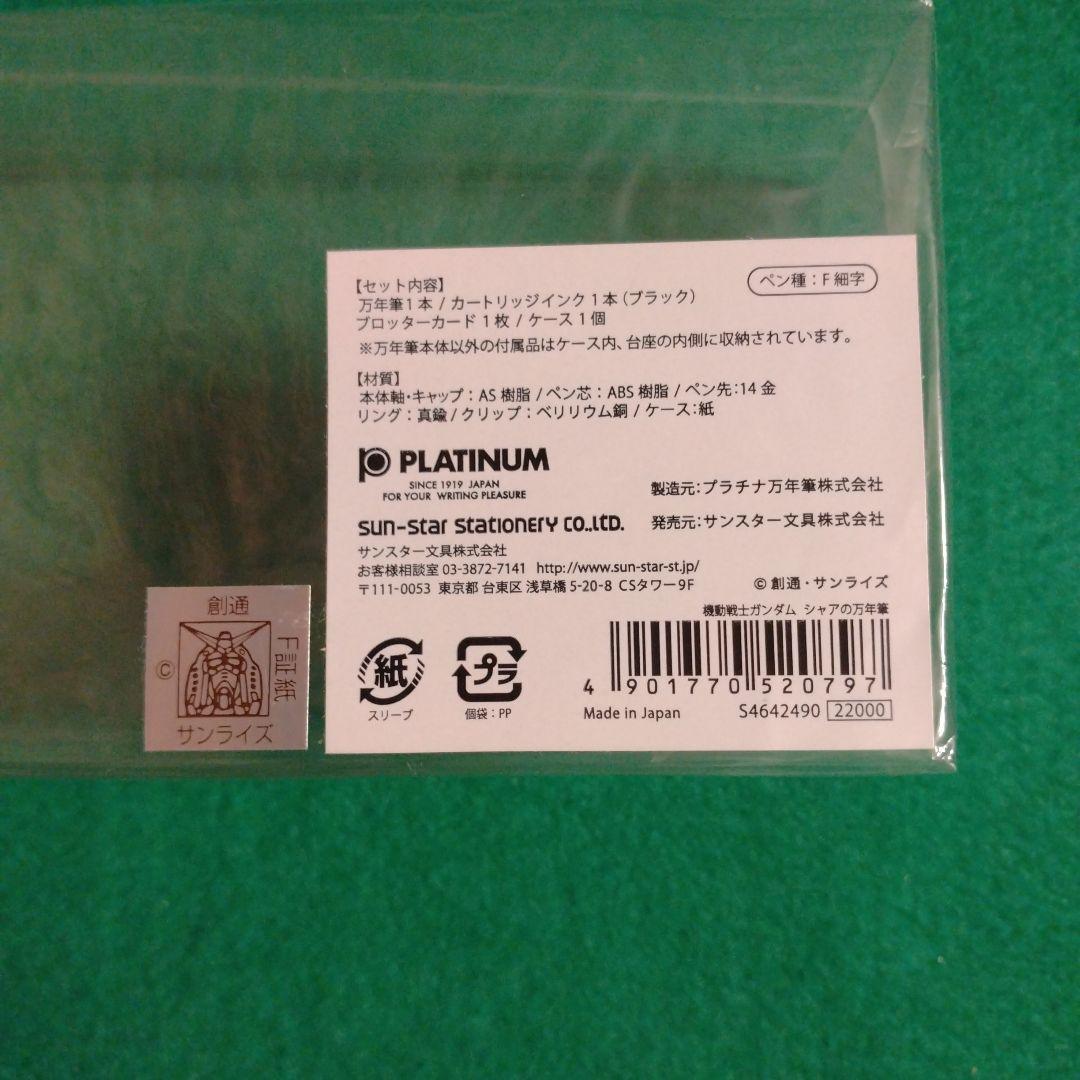 【セット内容】
ペン種：F 細字
万年筆1本 / カートリッジインク1本（ブラック）
ブロッターカード1枚 / ケース1個
※万年筆本体以外の付属品はケース内、台座の内側に収納されています。
【材質】
本体軸・キャップ：AS樹脂 / ペン芯：ABS樹脂 / ペン先：14金
リング：真鍮 / クリップ：ベリリウム銅 / ケース：紙
PLATINUM
SINCE 1919 JAPAN
FOR YOUR WRITING PLEASURE
製造元：プラチナ万年筆株式会社
sun-star stationery co.,ltd.
発売元：サンスター文具株式会社
サンスター文具株式会社
お客様相談室 03-3872-7141 http://www.sun-star-st.jp/
〒111-0053 東京都 台東区 浅草橋 5-20-8 CSタワー9F
©創通・サンライズ
機動戦士ガンダム シャアの万年筆
紙
スリーブ
プラ
個袋：PP
4 901770 520797
Made in Japan
S4642490 22000
創通
©
証紙
サンライズ